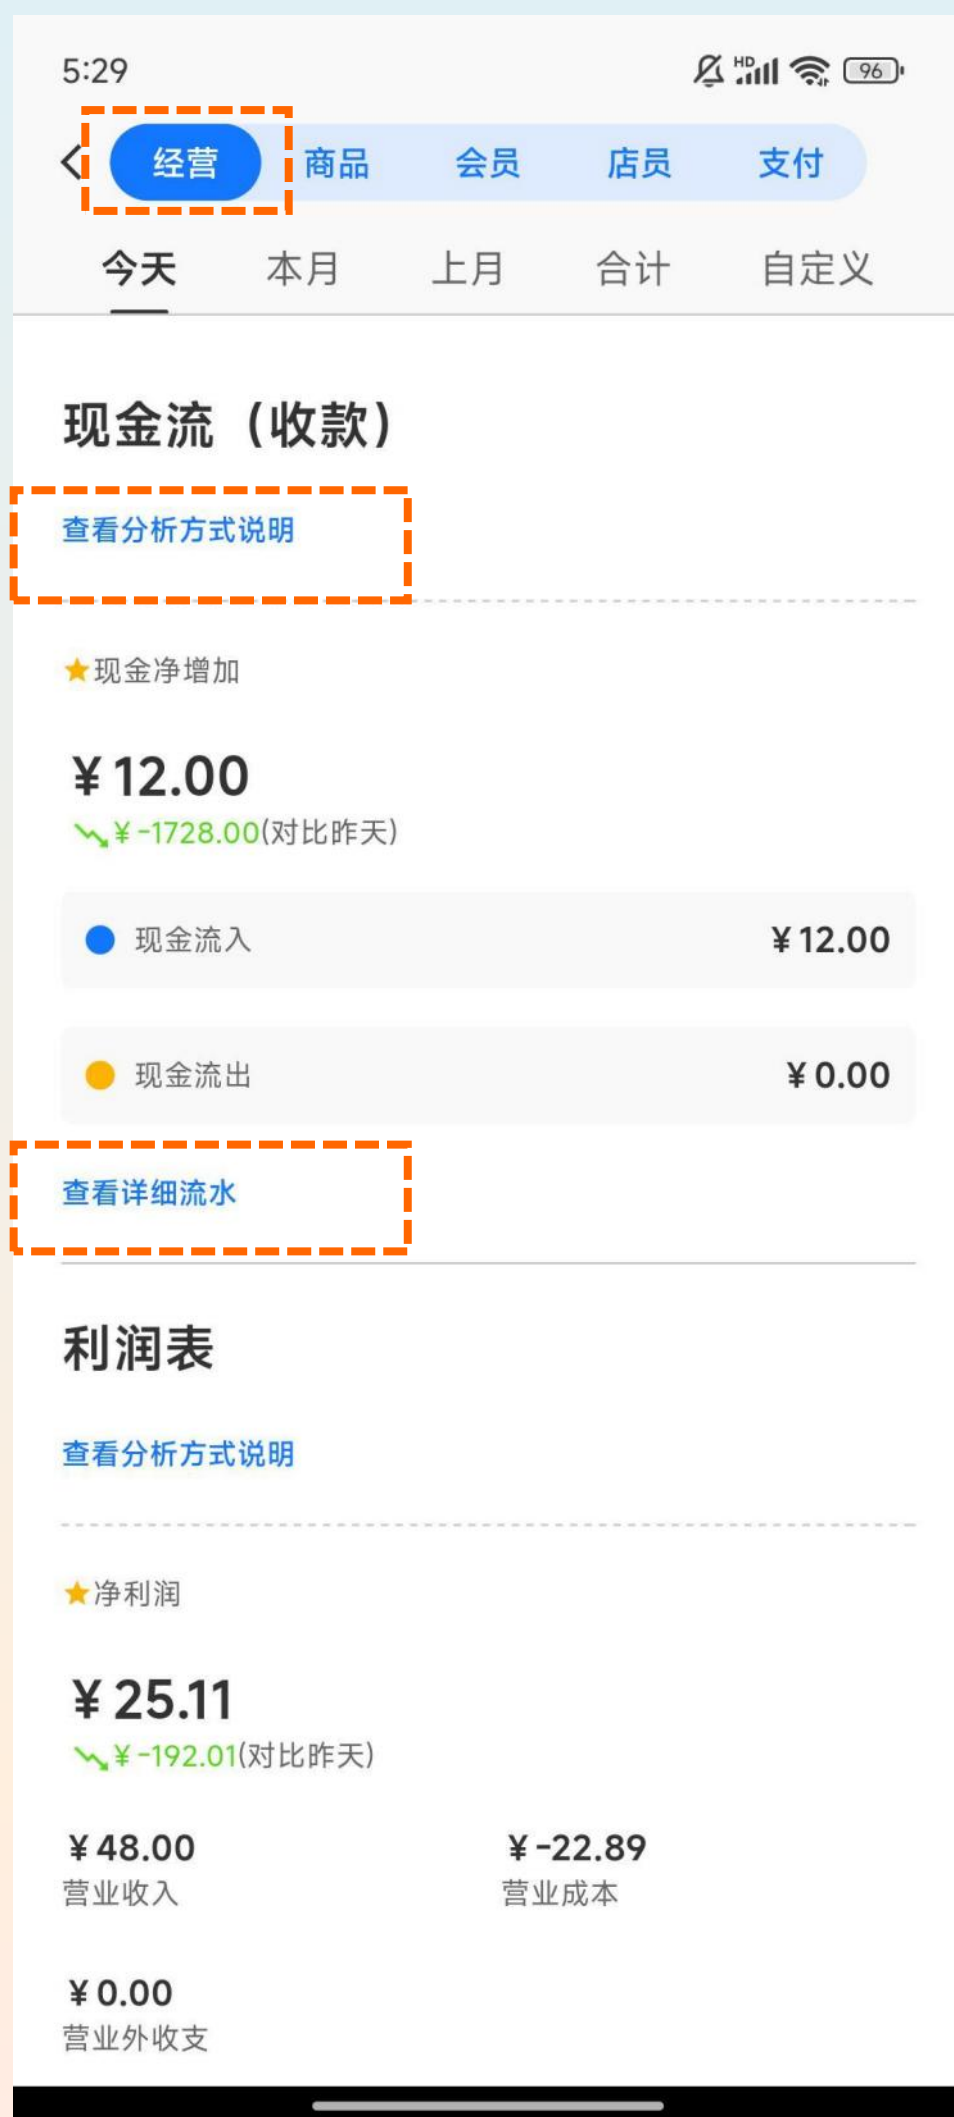 5:29
HD
96
经营 商品 会员 店员 支付
今天 本月 上月 合计 自定义
现金流（收款）
查看分析方式说明
现金净增加
¥12.00
¥-1728.00(对比昨天)
现金流入 ¥12.00
现金流出 ¥0.00
查看详细流水
利润表
查看分析方式说明
净利润
¥25.11
¥-192.01(对比昨天)
¥48.00 ¥-22.89
营业收入 营业成本
¥0.00
营业外收支